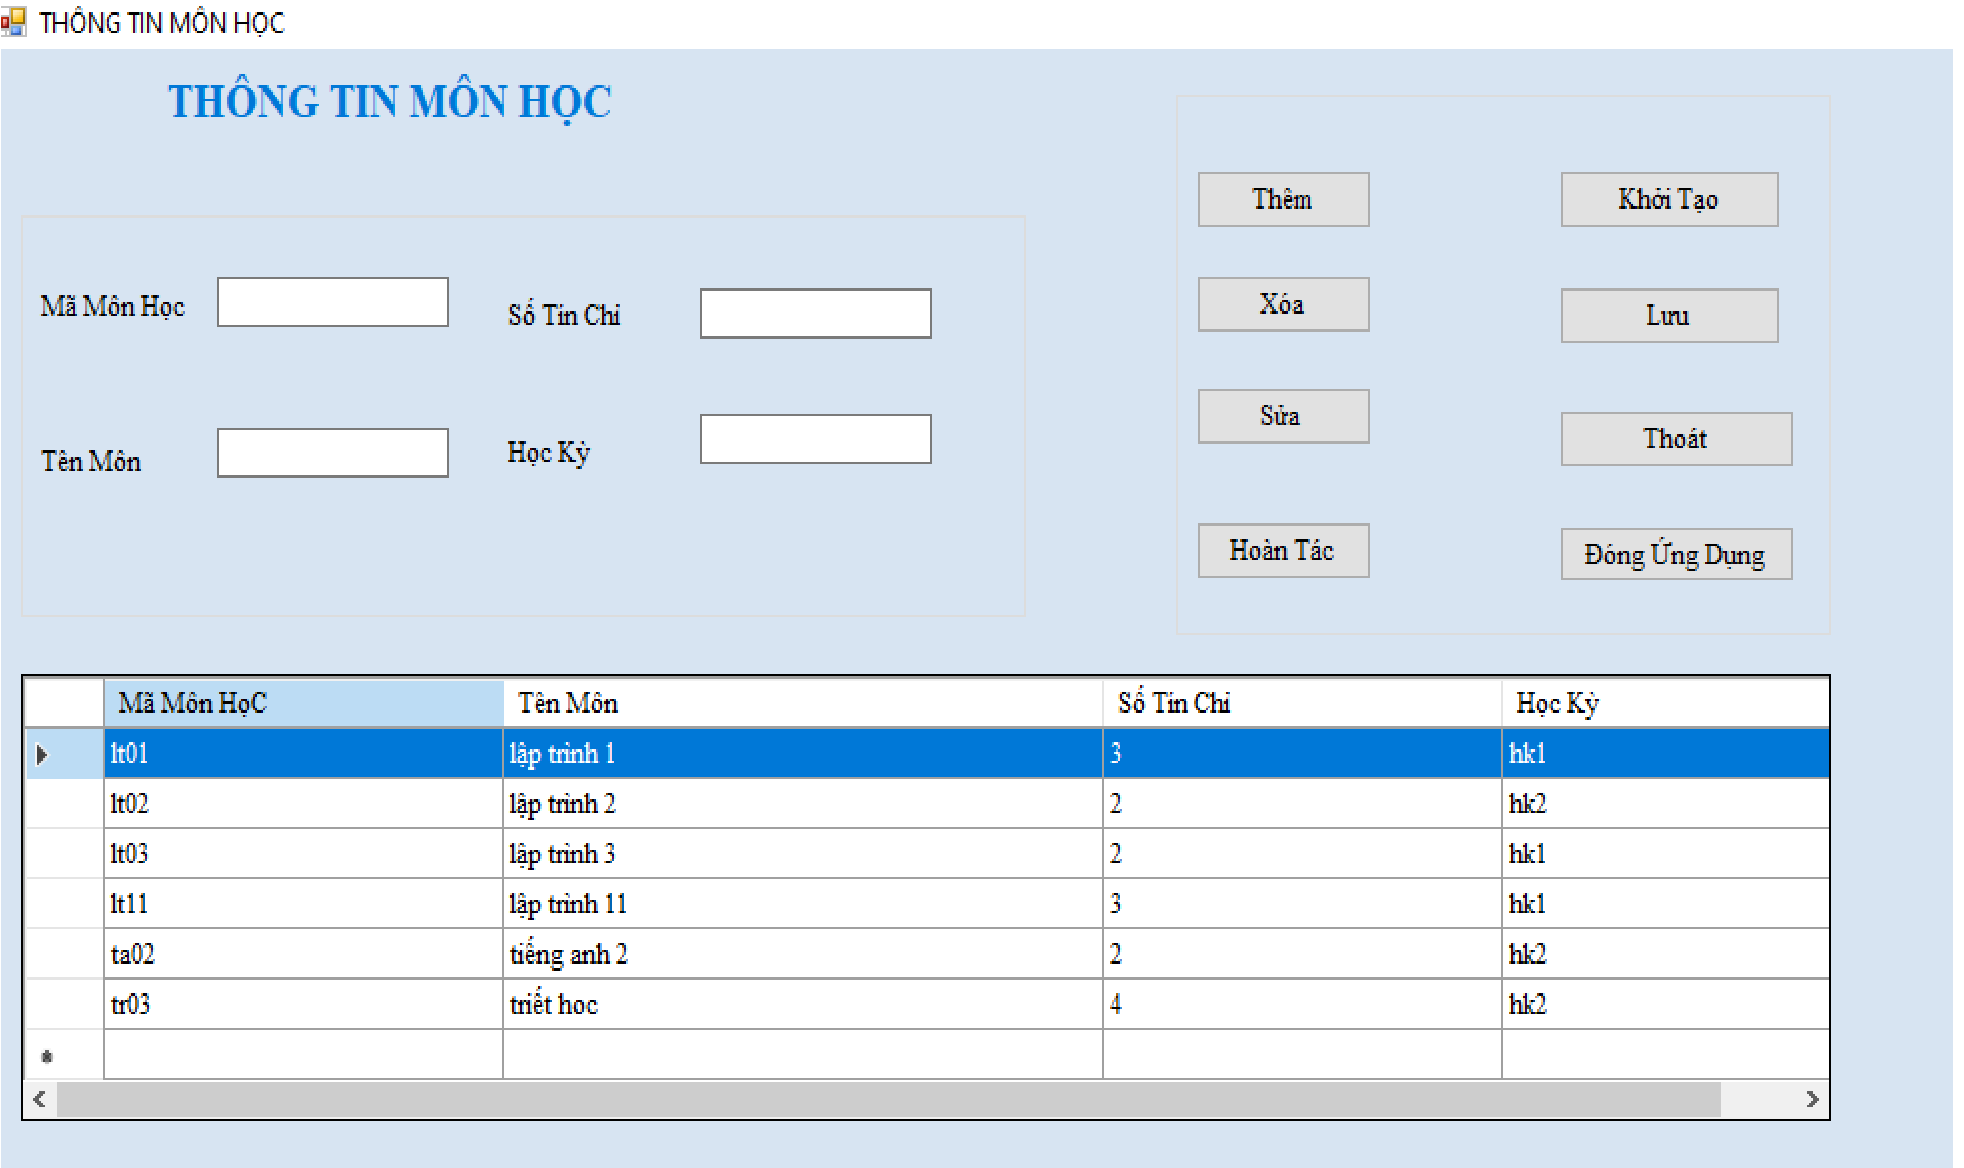 THÔNG TIN MÔN HỌC
THÔNG TIN MÔN HỌC
Mã Môn Học
Số Tín Chỉ
Tên Môn
Học Kỳ
Thêm
Khởi Tạo
Xóa
Lưu
Sửa
Thoát
Hoàn Tác
Đóng Ứng Dụng
Mã Môn HọC Tên Môn Số Tín Chỉ Học Kỳ
lt01 lập trình 1 3 hk1
lt02 lập trình 2 2 hk2
lt03 lập trình 3 2 hk1
lt11 lập trình 11 3 hk1
ta02 tiếng anh 2 2 hk2
tr03 triết hoc 4 hk2